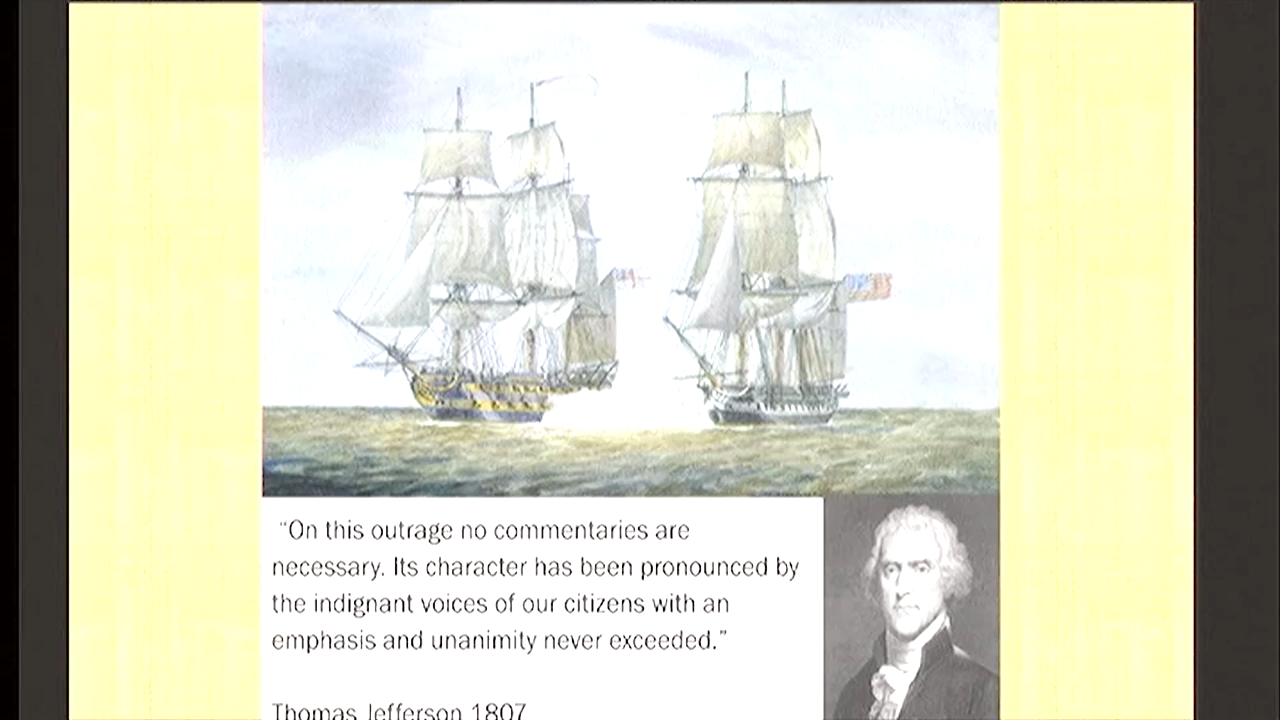 “On this outrage no commentaries are
necessary. Its character has been pronounced by
the indignant voices of our citizens with an
emphasis and unanimity never exceeded.”
Thomas Jefferson 1807